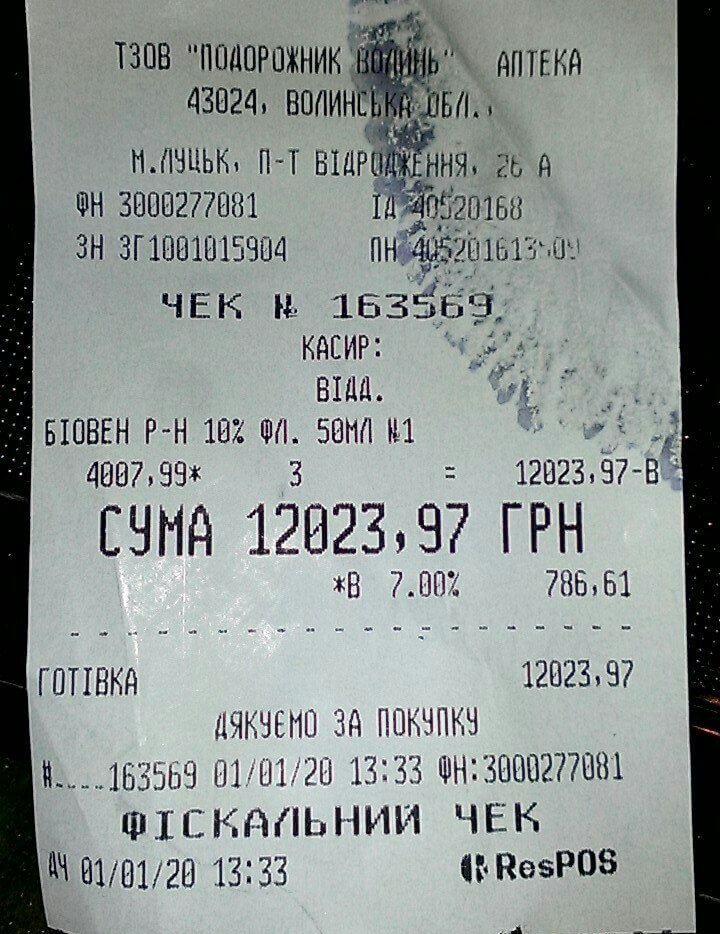 ТЗОВ "ПОДОРОЖНИК ВОЛИНЬ" АПТЕКА
43024, ВОЛИНСЬКА ОБЛ.,
М.ЛУЦЬК, П-Т ВІДРОДЖЕННЯ, 26 А
ФН 3000277081 ІД 40520168
ЗН ЗГ1001015904 ПН
ЧЕК № 163569
КАСИР:
ВІДД.
БІОВЕН Р-Н 10% ФЛ. 50МЛ №1
4007,99* 3 = 12023,97-В
СУМА 12023,97 ГРН
*В 7.00% 786,61
- - - - - - - - - - - - - - - - - - - - - - - -
ГОТІВКА 12023,97
ДЯКУЄМО ЗА ПОКУПКУ
#....163569 01/01/20 13:33 ФН:3000277081
ФІСКАЛЬНИЙ ЧЕК
ДЧ 01/01/20 13:33 ResPOS